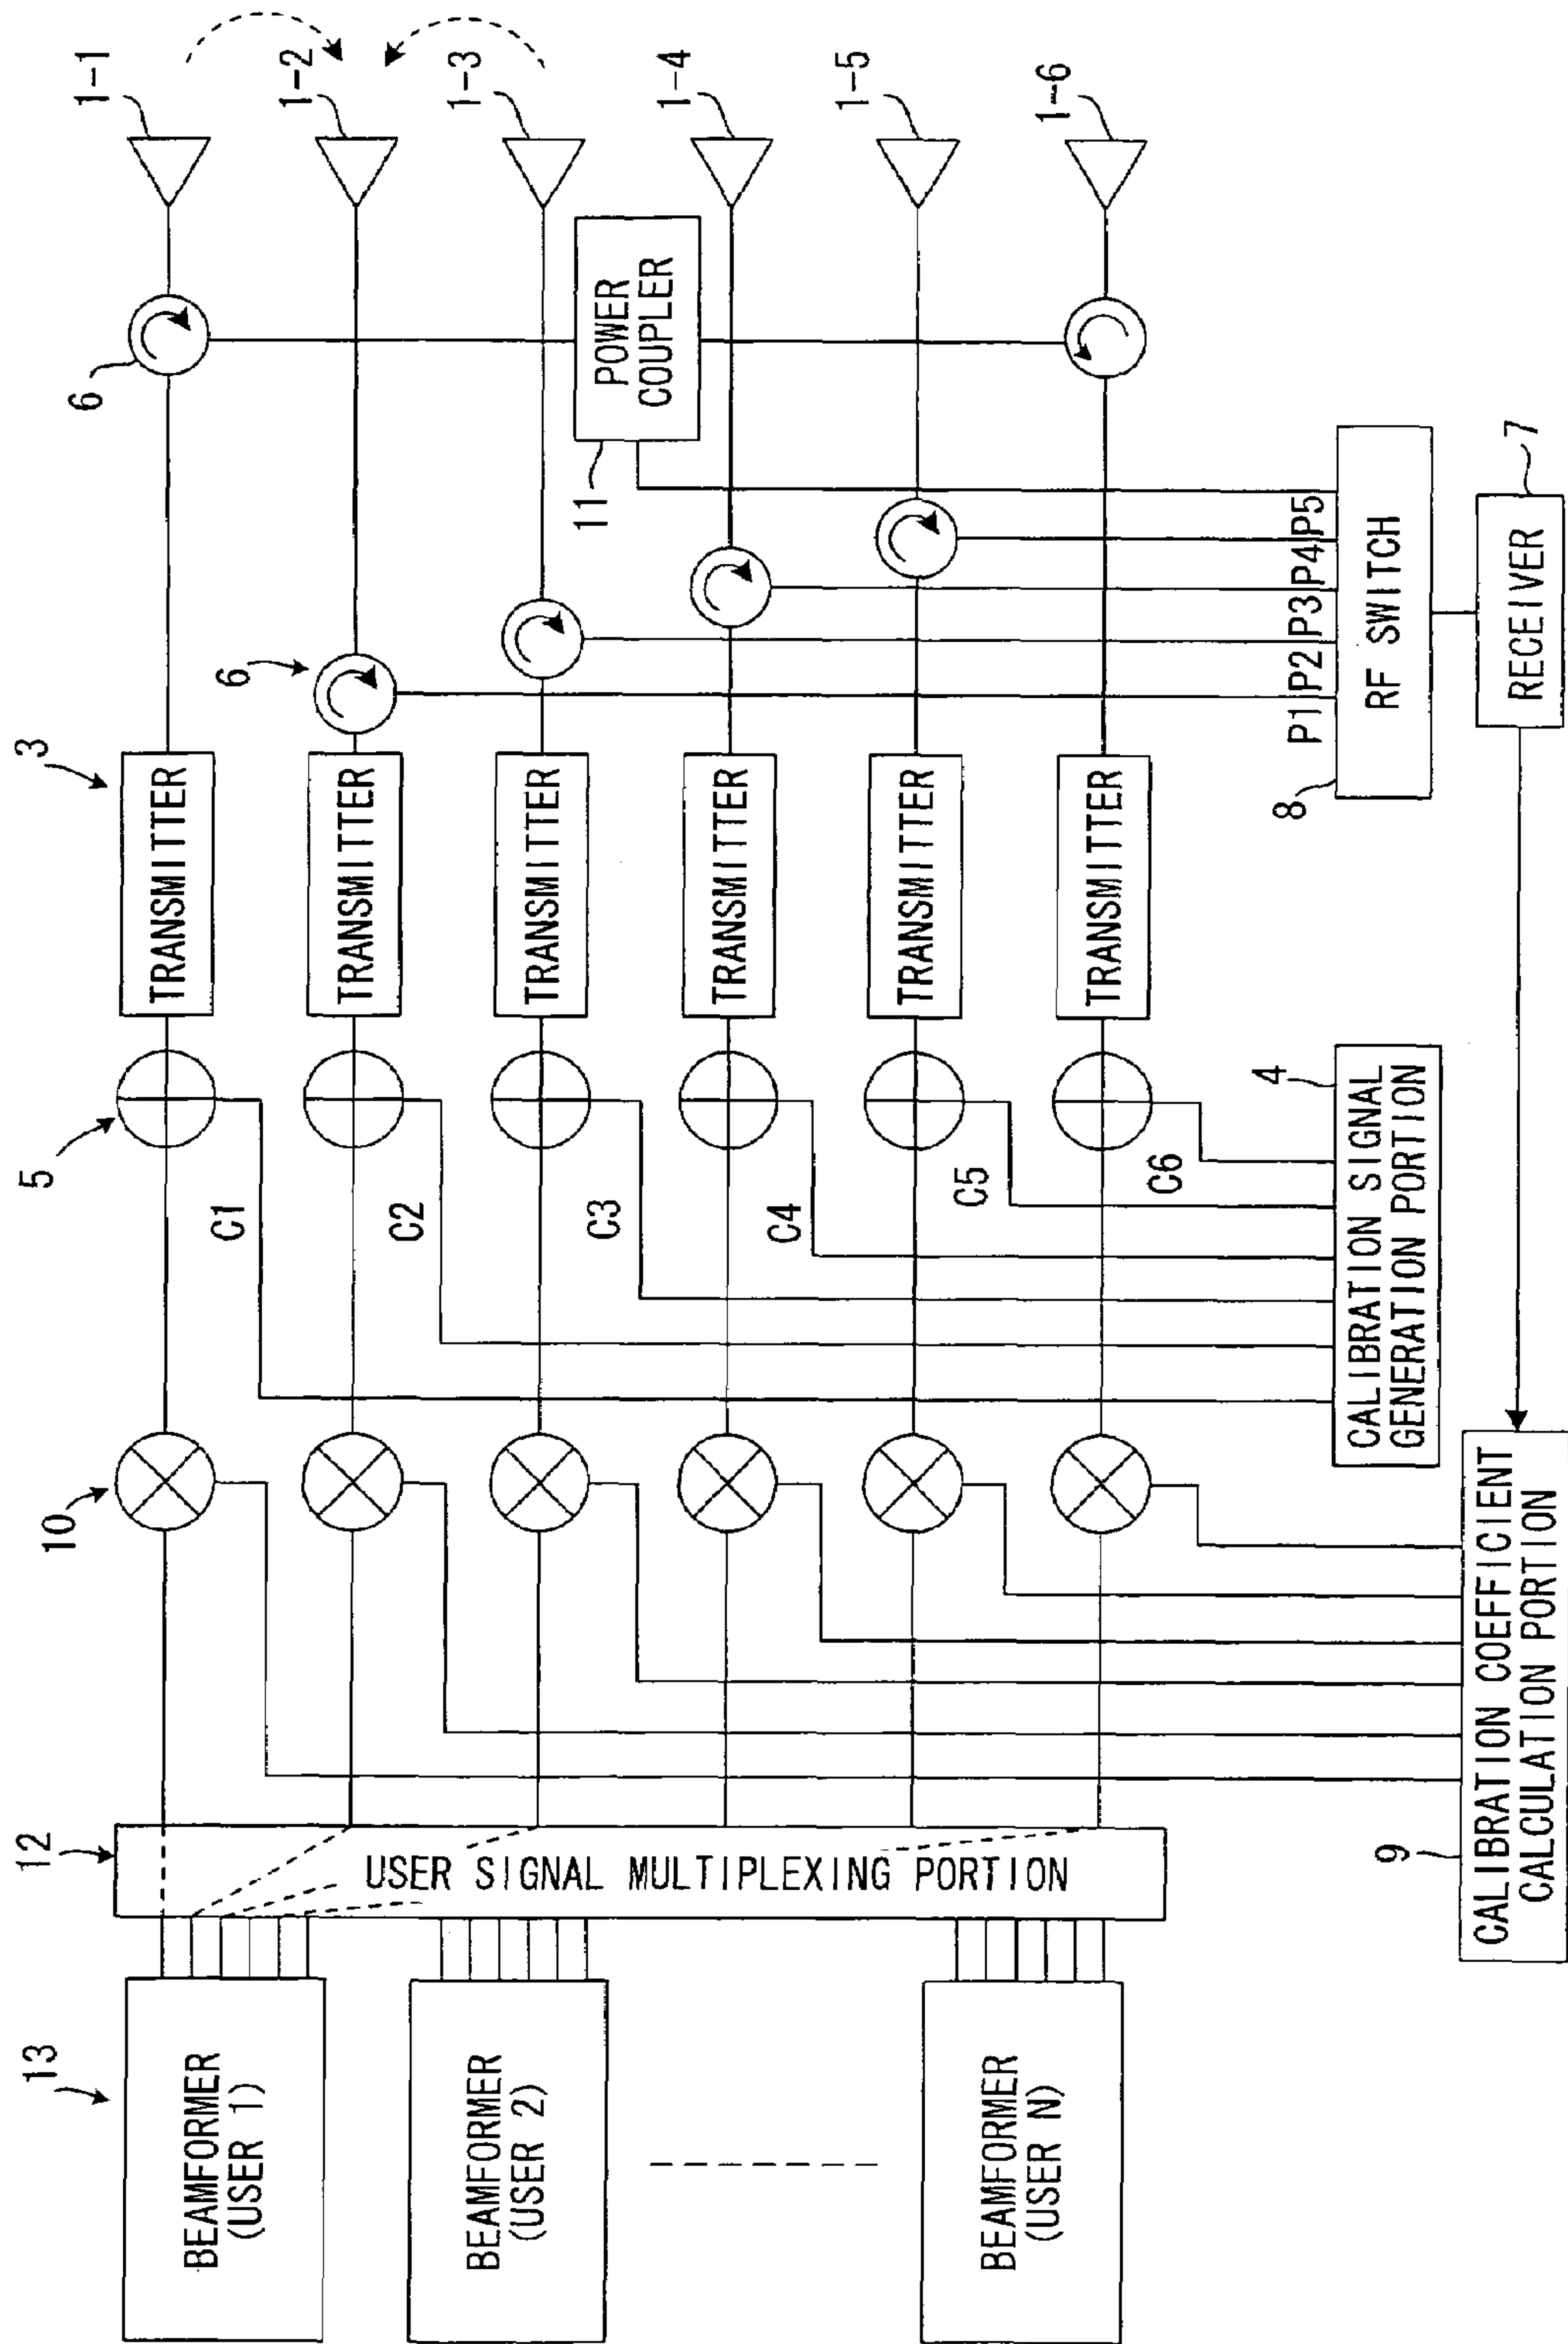 13
BEAMFORMER
(USER 1)
BEAMFORMER
(USER 2)
BEAMFORMER
(USER N)
12
USER SIGNAL MULTIPLEXING PORTION
10
5
C1
C2
C3
C4
C5
C6
3
TRANSMITTER
TRANSMITTER
TRANSMITTER
TRANSMITTER
TRANSMITTER
TRANSMITTER
6
6
11
POWER
COUPLER
1-1
1-2
1-3
1-4
1-5
1-6
P1
P2
P3
P4
P5
8
RF SWITCH
7
RECEIVER
4
CALIBRATION SIGNAL
GENERATION PORTION
9
CALIBRATION COEFFICIENT
CALCULATION PORTION